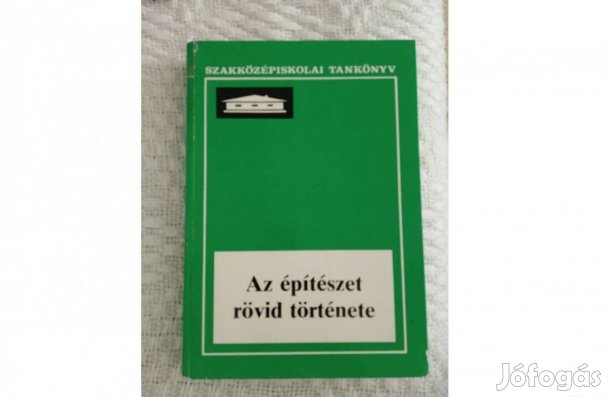 SZAKKÖZÉPISKOLAI TANKÖNYV
Az építészet
rövid története
Jófogás